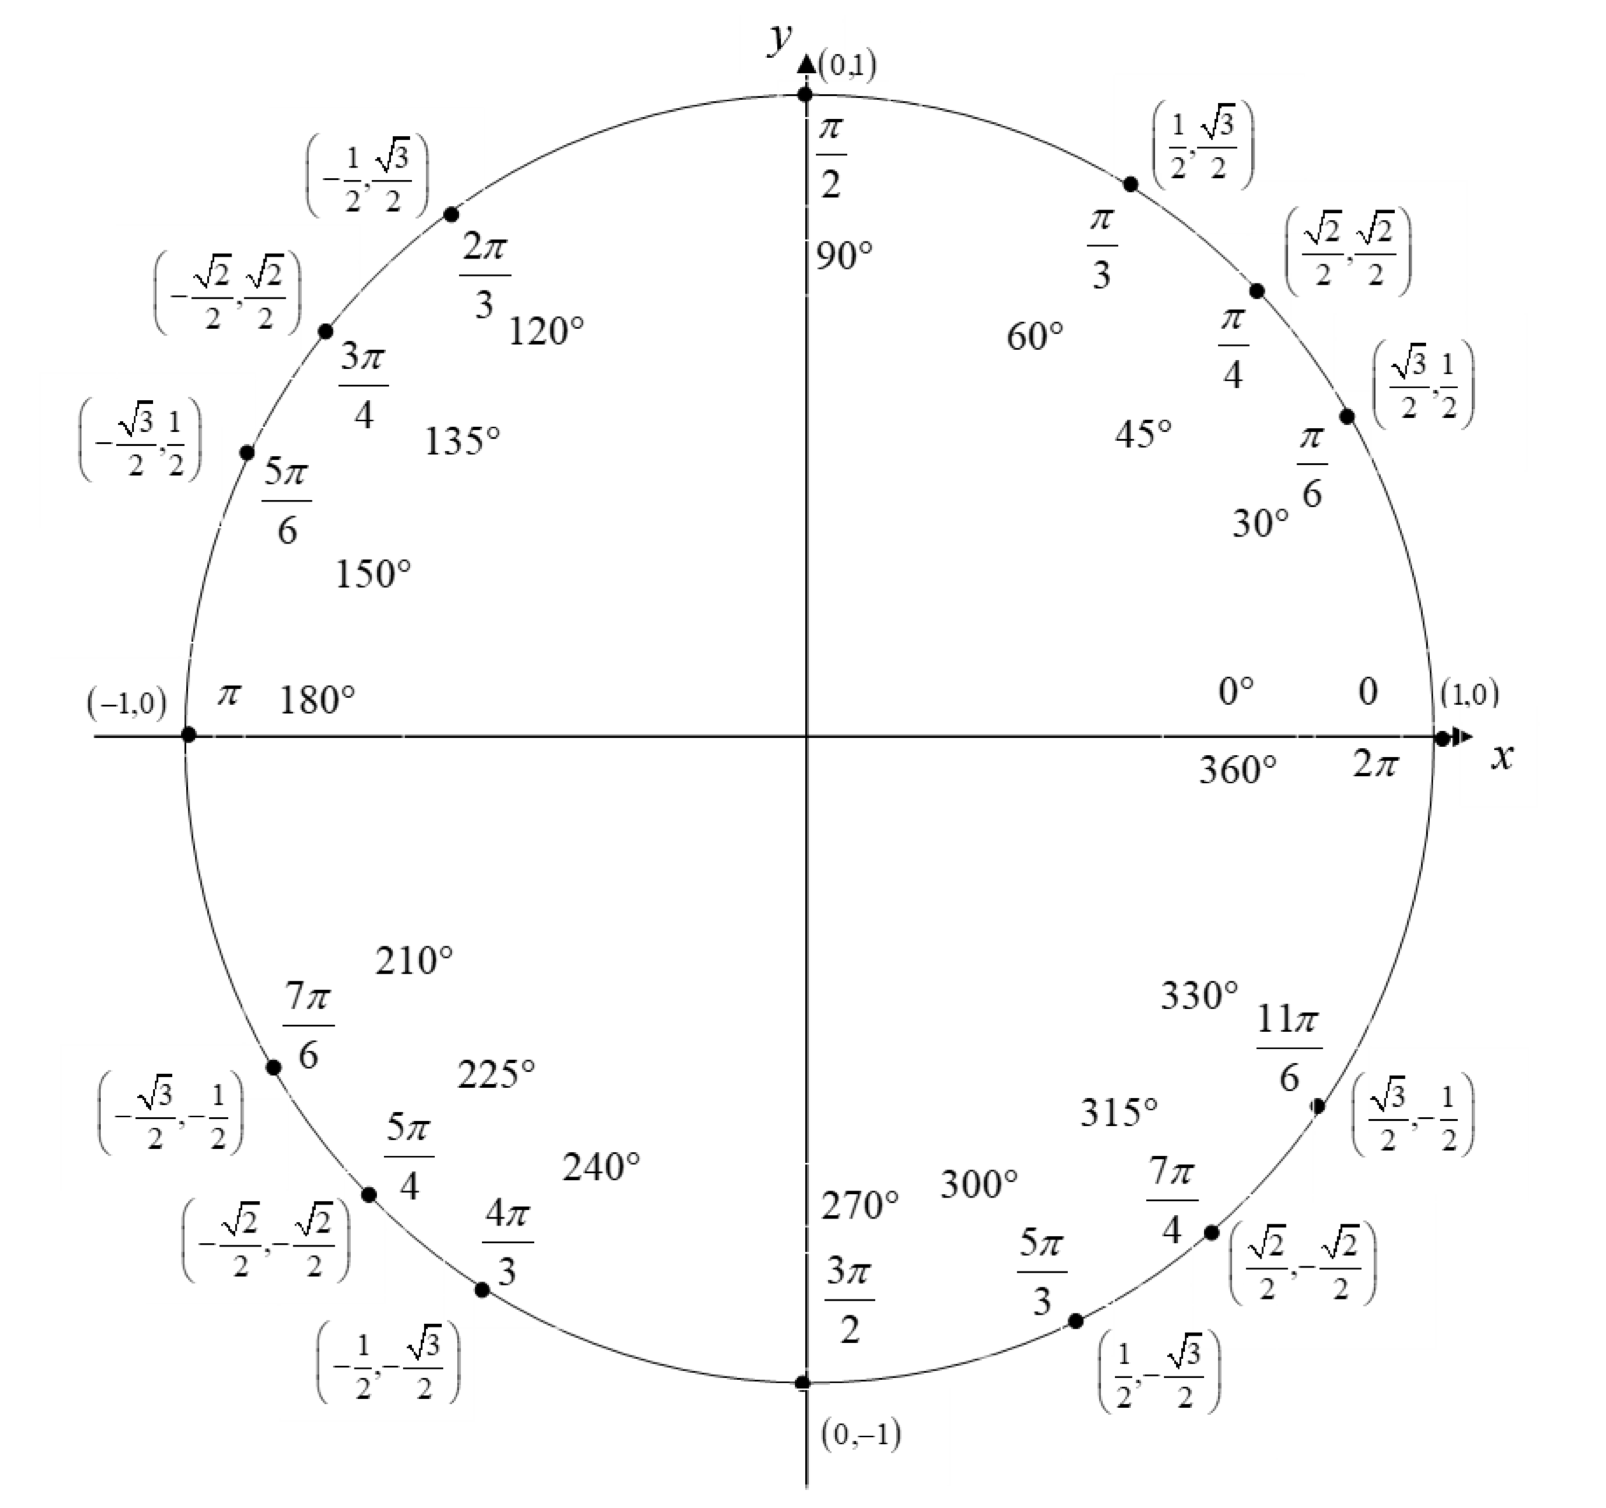 y
(0,1)
π/2
90°
(1/2, √3/2)
π/3
60°
(√2/2, √2/2)
π/4
45°
(√3/2, 1/2)
π/6
30°
(−1/2, √3/2)
2π/3
120°
(−√2/2, √2/2)
3π/4
135°
(−√3/2, 1/2)
5π/6
150°
(−1,0) π 180°
0° 0 (1,0)
360° 2π x
210°
7π/6
(−√3/2, −1/2)
225°
5π/4
(−√2/2, −√2/2)
240°
4π/3
(−1/2, −√3/2)
270°
3π/2
(0,−1)
300°
5π/3
(1/2, −√3/2)
315°
7π/4
(√2/2, −√2/2)
330°
11π/6
(√3/2, −1/2)